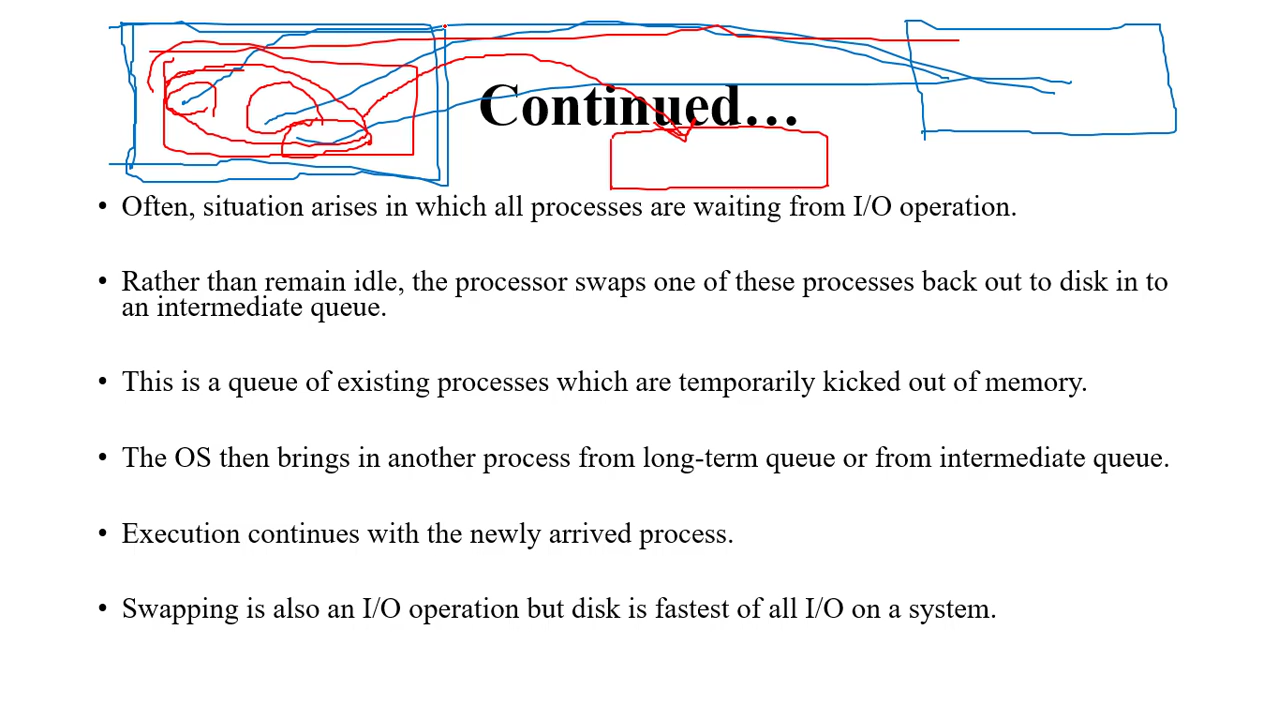 Continued…
• Often, situation arises in which all processes are waiting from I/O operation.
• Rather than remain idle, the processor swaps one of these processes back out to disk in to
an intermediate queue.
• This is a queue of existing processes which are temporarily kicked out of memory.
• The OS then brings in another process from long-term queue or from intermediate queue.
• Execution continues with the newly arrived process.
• Swapping is also an I/O operation but disk is fastest of all I/O on a system.